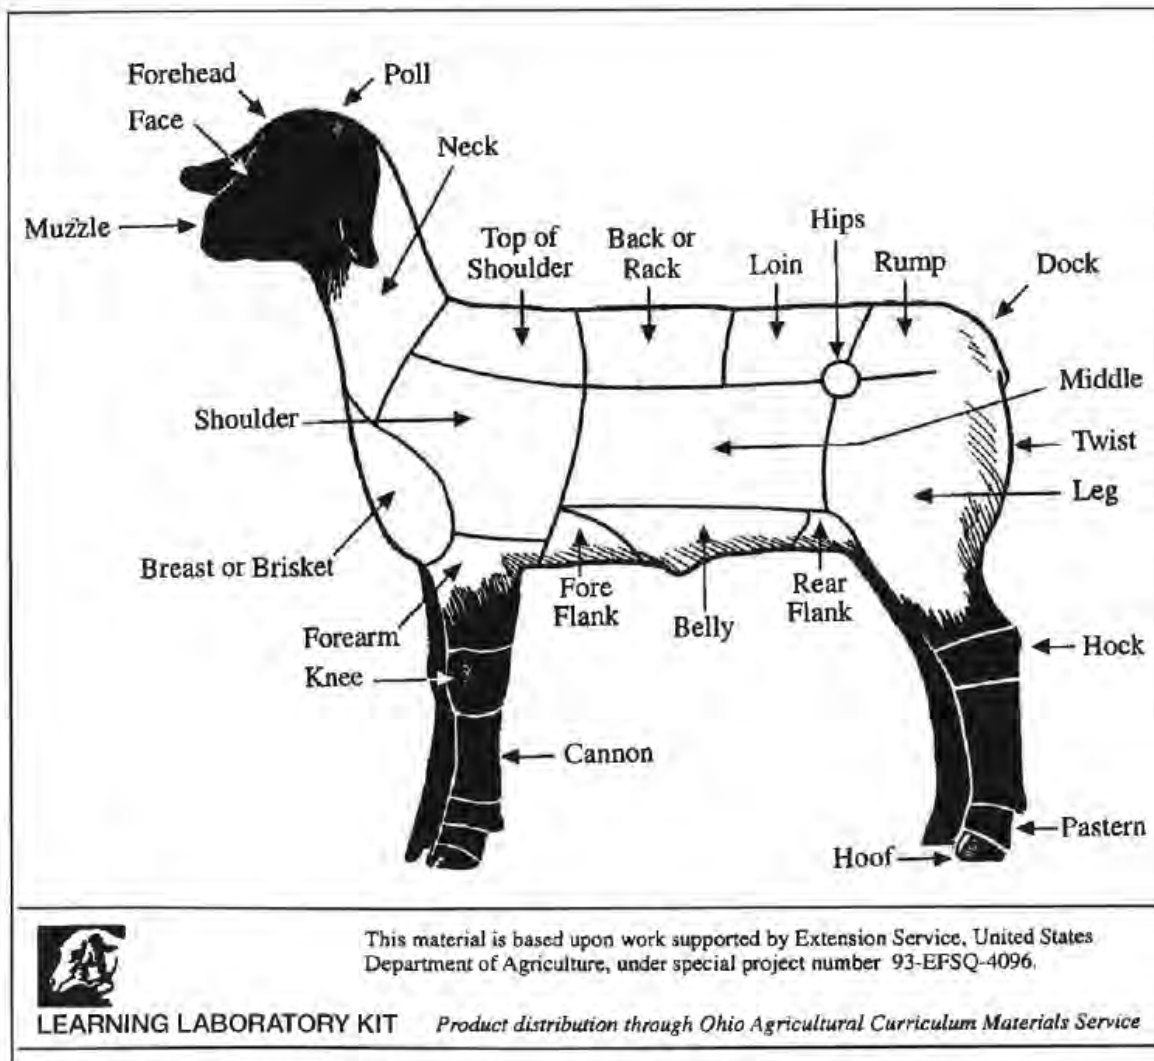 Forehead
Poll
Face
Neck
Muzzle
Hips
Top of
Shoulder
Back or
Rack
Loin
Rump
Dock
Middle
Shoulder
Twist
Leg
Breast or Brisket
Fore
Flank
Belly
Rear
Flank
Forearm
Hock
Knee
Cannon
Pastern
Hoof
This material is based upon work supported by Extension Service, United States
Department of Agriculture, under special project number 93-EFSQ-4096.
LEARNING LABORATORY KIT
Product distribution through Ohio Agricultural Curriculum Materials Service